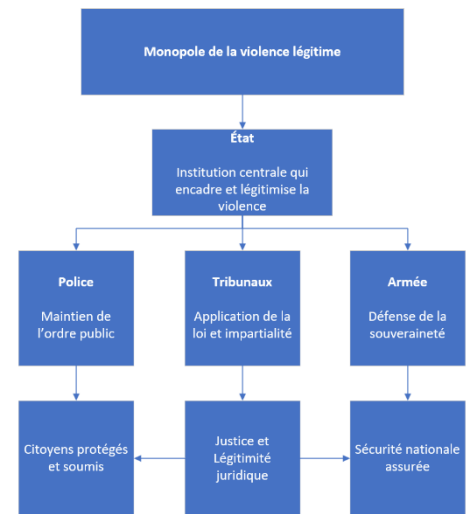 Monopole de la violence légitime
État
Institution centrale qui
encadre et légitimise la
violence
Police
Maintien de
l'ordre public
Tribunaux
Application de la
loi et impartialité
Armée
Défense de la
souveraineté
Citoyens protégés
et soumis
Justice et
Légitimité
juridique
Sécurité nationale
assurée